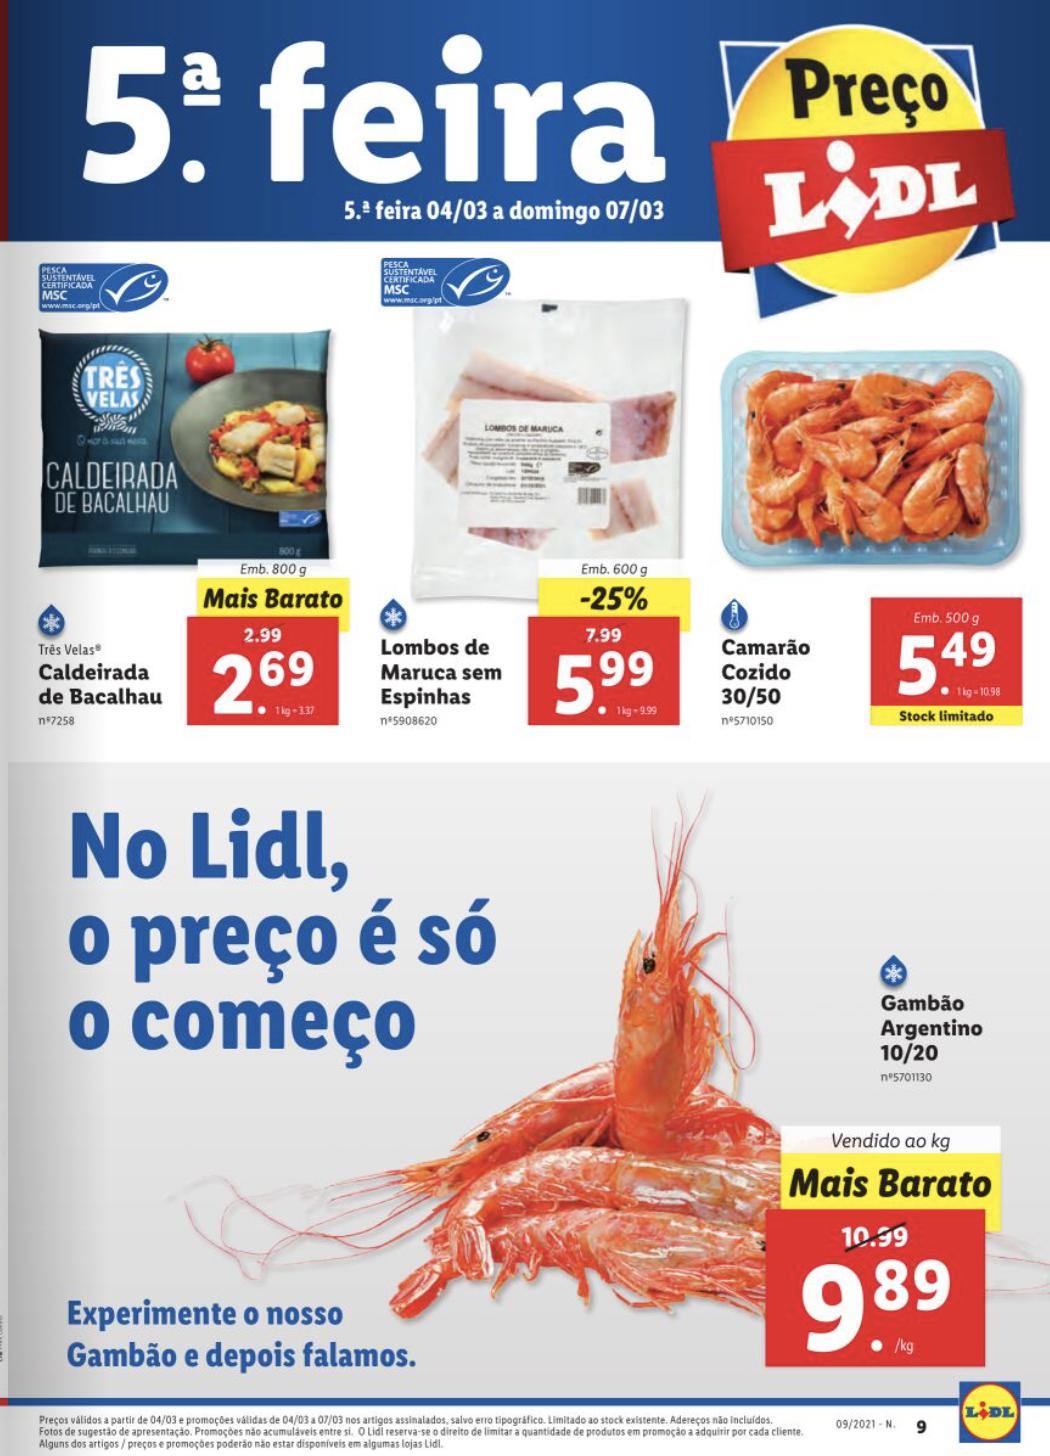 5.ª feira
5.ª feira 04/03 a domingo 07/03
Preço
LIDL
PESCA
SUSTENTÁVEL
CERTIFICADA
MSC
www.msc.org/pt
TM
PESCA
SUSTENTÁVEL
CERTIFICADA
MSC
www.msc.org/pt
TM
TRÊS
VELAS
CALDEIRADA
DE BACALHAU
800 g
LOMBOS DE MARUCA
Emb. 800 g
Mais Barato
2.99
2.69
1 kg = 3.37
Três Velas®
Caldeirada
de Bacalhau
nº7258
Emb. 600 g
-25%
7.99
5.99
1 kg = 9.99
Lombos de
Maruca sem
Espinhas
nº5908620
Camarão
Cozido
30/50
nº5710150
Emb. 500 g
5.49
1 kg = 10.98
Stock limitado
No Lidl,
o preço é só
o começo
Gambão
Argentino
10/20
nº5701130
Vendido ao kg
Mais Barato
10.99
9.89
/kg
Experimente o nosso
Gambão e depois falamos.
Preços válidos a partir de 04/03 e promoções válidas de 04/03 a 07/03 nos artigos assinalados, salvo erro tipográfico. Limitado ao stock existente. Adereços não incluídos.
Fotos de sugestão de apresentação. Promoções não acumuláveis entre si. O Lidl reserva-se o direito de limitar a quantidade de produtos em promoção a adquirir por cada cliente.
Alguns dos artigos / preços e promoções poderão não estar disponíveis em algumas lojas Lidl.
09/2021 - N. 9
LIDL